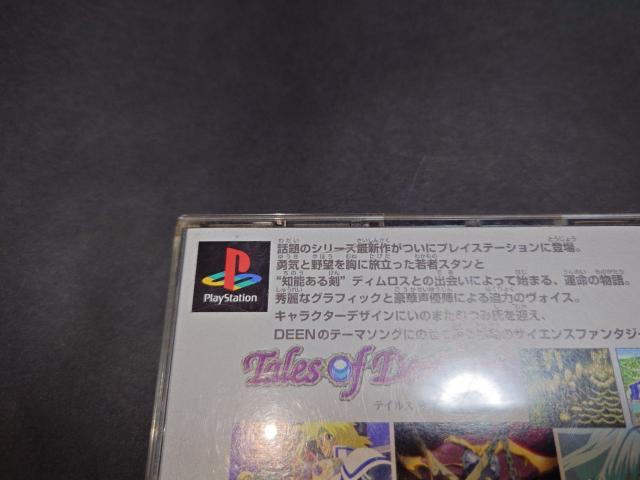 話題のシリーズ最新作がついにプレイステーションに登場。
勇気と野望を胸に旅立った若者スタンと
“知能ある剣”ディムロスとの出会いによって始まる、運命の物語。
秀麗なグラフィックと豪華声優陣による迫力のヴォイス。
キャラクターデザインにいのまたむつみ氏を迎え、
DEENのテーマソングにのせ のサイエンスファンタジー
PlayStation
Tales of De
テイルズ